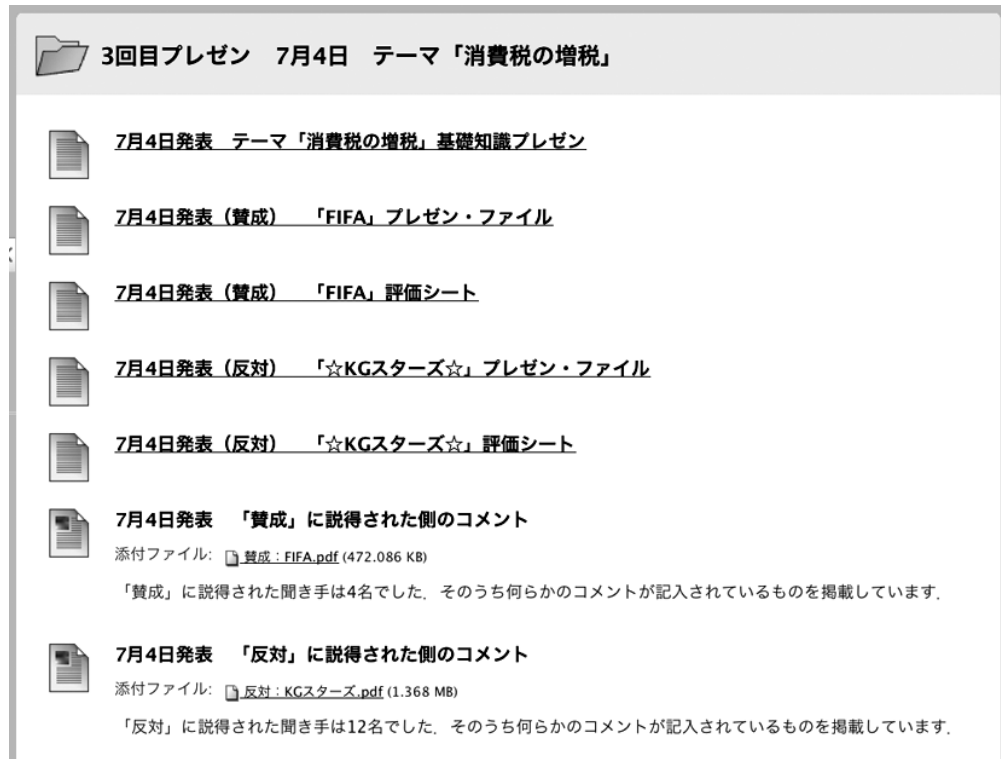 3回目プレゼン　7月4日　テーマ「消費税の増税」
7月4日発表　テーマ「消費税の増税」基礎知識プレゼン
7月4日発表（賛成）　「FIFA」プレゼン・ファイル
7月4日発表（賛成）　「FIFA」評価シート
7月4日発表（反対）　「☆KGスターズ☆」プレゼン・ファイル
7月4日発表（反対）　「☆KGスターズ☆」評価シート
7月4日発表　「賛成」に説得された側のコメント
添付ファイル: 賛成：FIFA.pdf (472.086 KB)
「賛成」に説得された聞き手は4名でした．そのうち何らかのコメントが記入されているものを掲載しています．
7月4日発表　「反対」に説得された側のコメント
添付ファイル: 反対：KGスターズ.pdf (1.368 MB)
「反対」に説得された聞き手は12名でした．そのうち何らかのコメントが記入されているものを掲載しています．